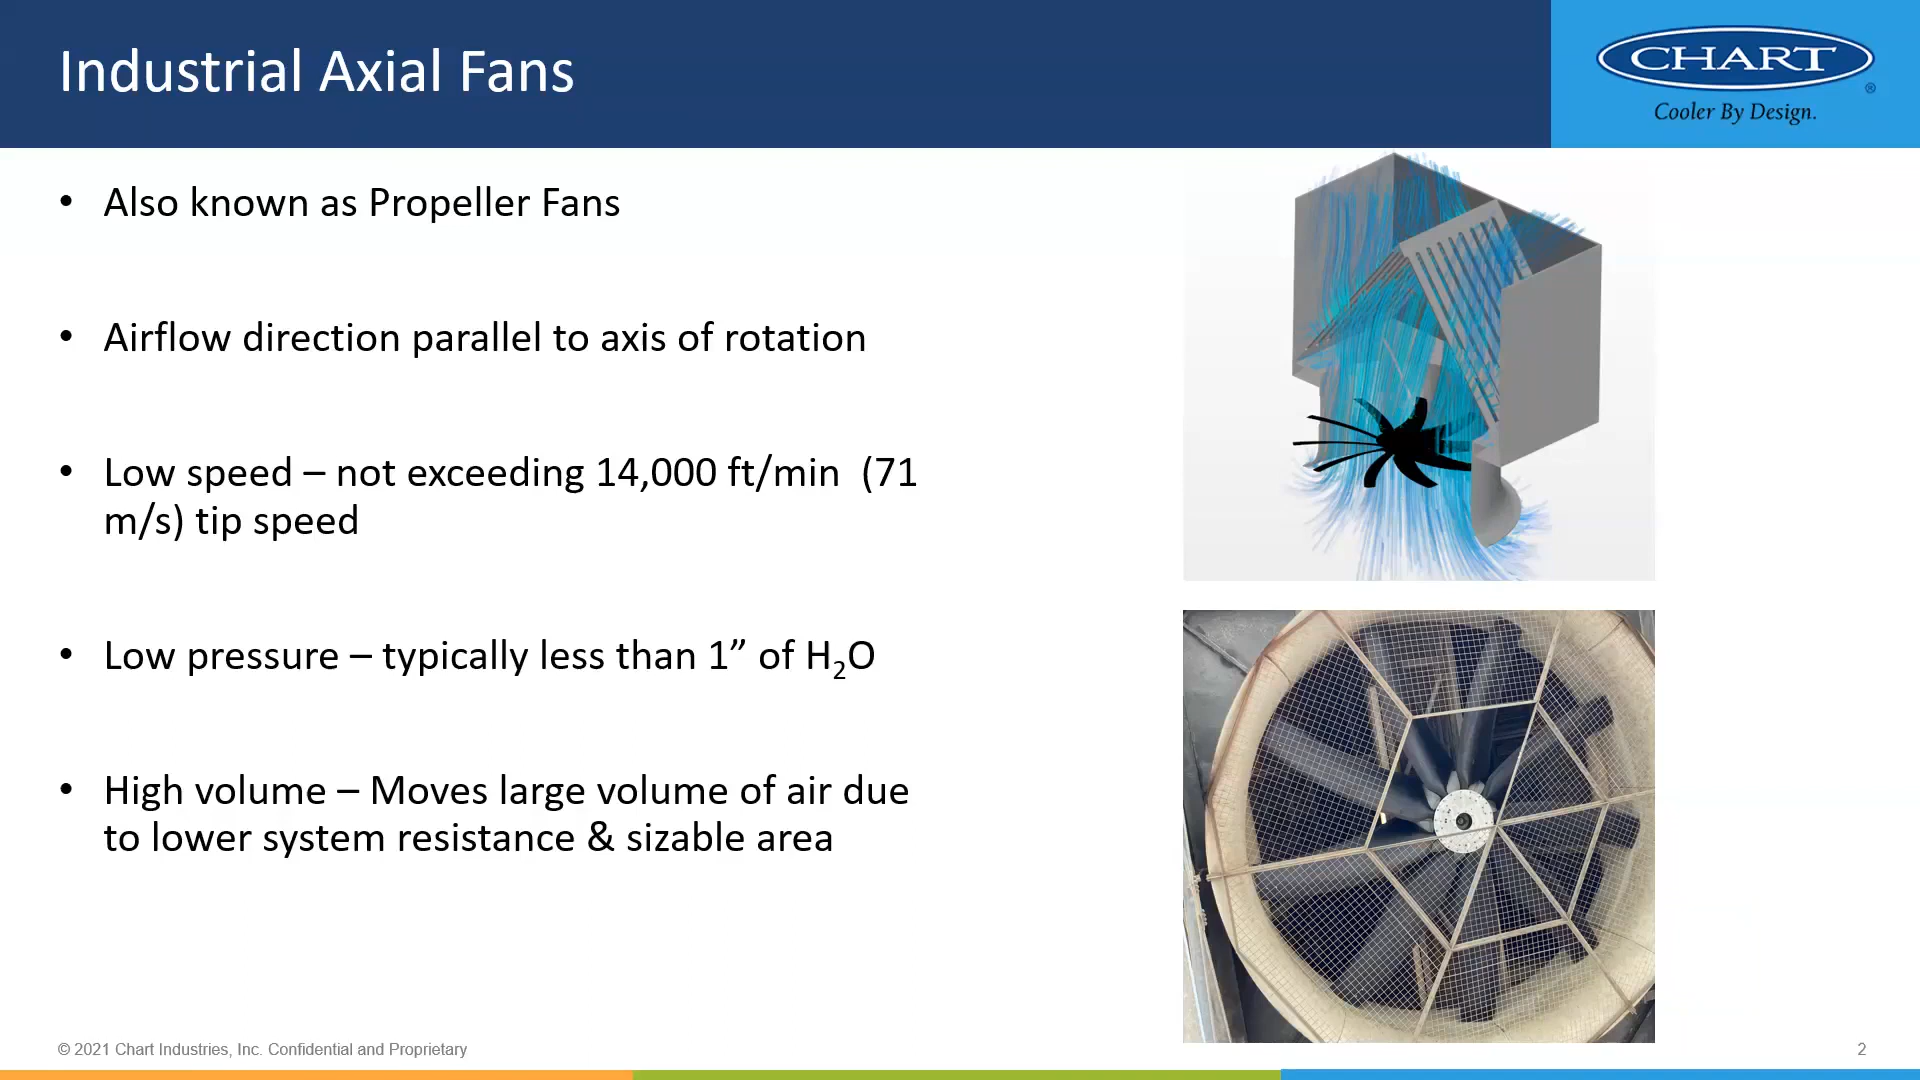 Industrial Axial Fans
CHART
®
Cooler By Design.
• Also known as Propeller Fans
• Airflow direction parallel to axis of rotation
• Low speed – not exceeding 14,000 ft/min  (71
m/s) tip speed
• Low pressure – typically less than 1” of H₂O
• High volume – Moves large volume of air due
to lower system resistance & sizable area
© 2021 Chart Industries, Inc. Confidential and Proprietary
2